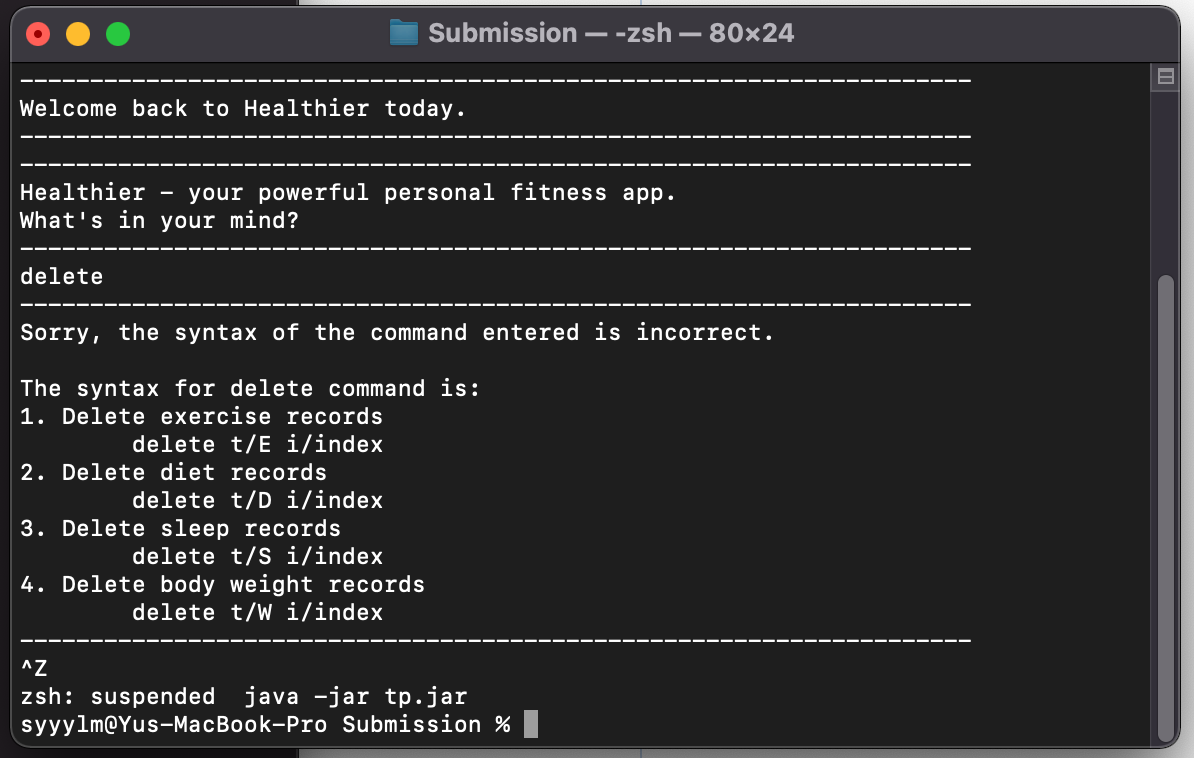 Submission — -zsh — 80×24
--------------------------------------------------------------------
Welcome back to Healthier today.
--------------------------------------------------------------------
--------------------------------------------------------------------
Healthier - your powerful personal fitness app.
What's in your mind?
--------------------------------------------------------------------
delete
--------------------------------------------------------------------
Sorry, the syntax of the command entered is incorrect.

The syntax for delete command is:
1. Delete exercise records
        delete t/E i/index
2. Delete diet records
        delete t/D i/index
3. Delete sleep records
        delete t/S i/index
4. Delete body weight records
        delete t/W i/index
--------------------------------------------------------------------
^Z
zsh: suspended  java -jar tp.jar
syyylm@Yus-MacBook-Pro Submission %